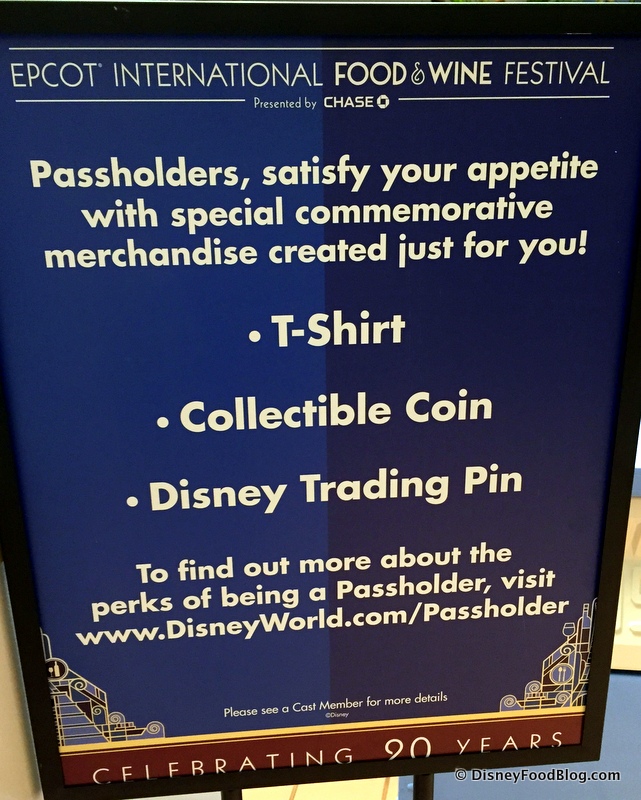 EPCOT® INTERNATIONAL FOOD & WINE FESTIVAL
Presented by CHASE
Passholders, satisfy your appetite
with special commemorative
merchandise created just for you!
• T-Shirt
• Collectible Coin
• Disney Trading Pin
To find out more about the
perks of being a Passholder, visit
www.DisneyWorld.com/Passholder
Please see a Cast Member for more details
©Disney
CELEBRATING 20 YEARS
© DisneyFoodBlog.com